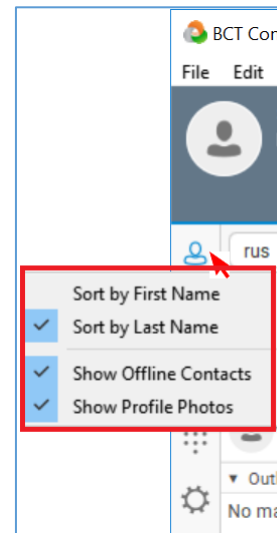 BCT Con
File Edit
rus
Sort by First Name
Sort by Last Name
Show Offline Contacts
Show Profile Photos
▾ Outl
No ma